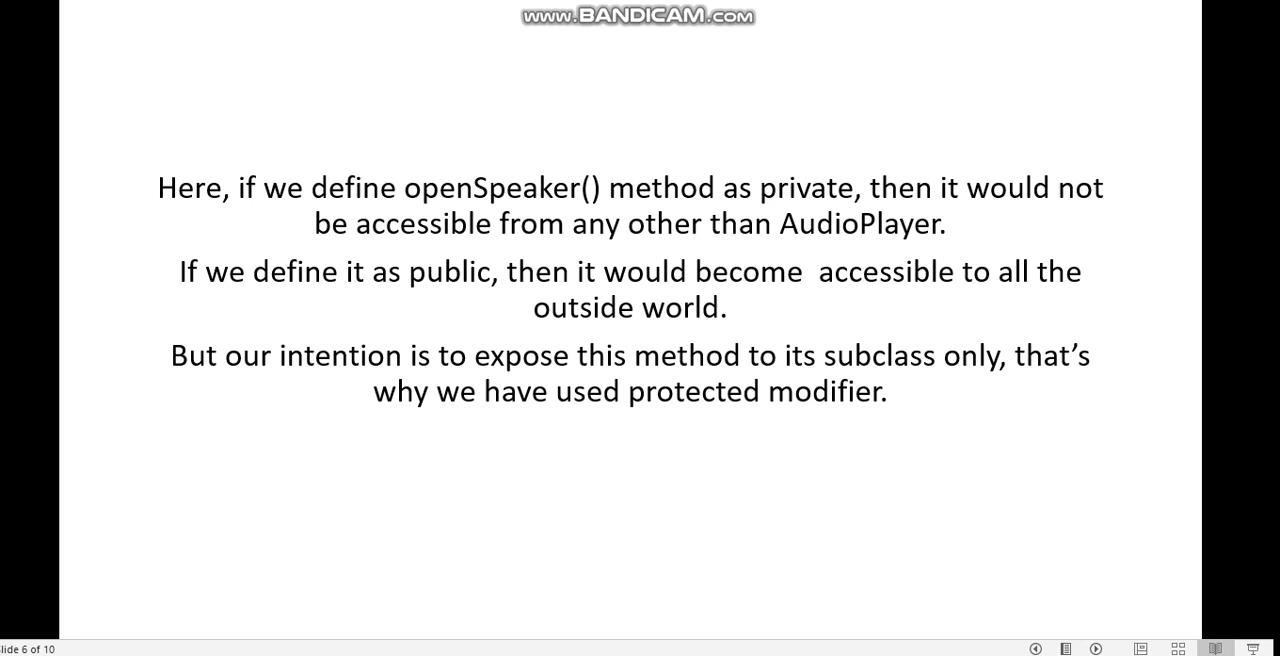 www.BANDICAM.com
Here, if we define openSpeaker() method as private, then it would not
be accessible from any other than AudioPlayer.
If we define it as public, then it would become  accessible to all the
outside world.
But our intention is to expose this method to its subclass only, that’s
why we have used protected modifier.
lide 6 of 10